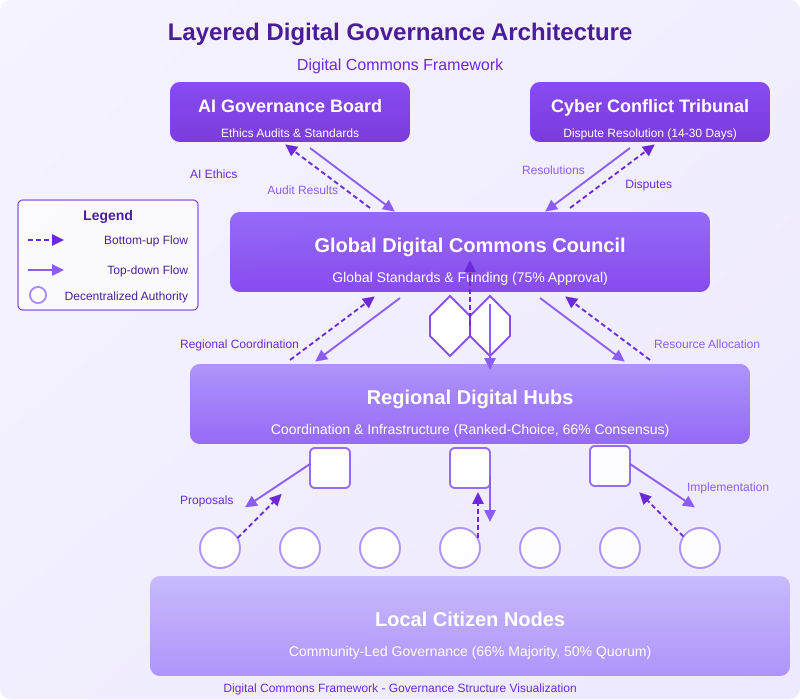 Layered Digital Governance Architecture
Digital Commons Framework
AI Governance Board
Ethics Audits & Standards
Cyber Conflict Tribunal
Dispute Resolution (14-30 Days)
AI Ethics
Audit Results
Resolutions
Disputes
Legend
Bottom-up Flow
Top-down Flow
Decentralized Authority
Global Digital Commons Council
Global Standards & Funding (75% Approval)
Regional Coordination
Resource Allocation
Regional Digital Hubs
Coordination & Infrastructure (Ranked-Choice, 66% Consensus)
Proposals
Implementation
Local Citizen Nodes
Community-Led Governance (66% Majority, 50% Quorum)
Digital Commons Framework - Governance Structure Visualization